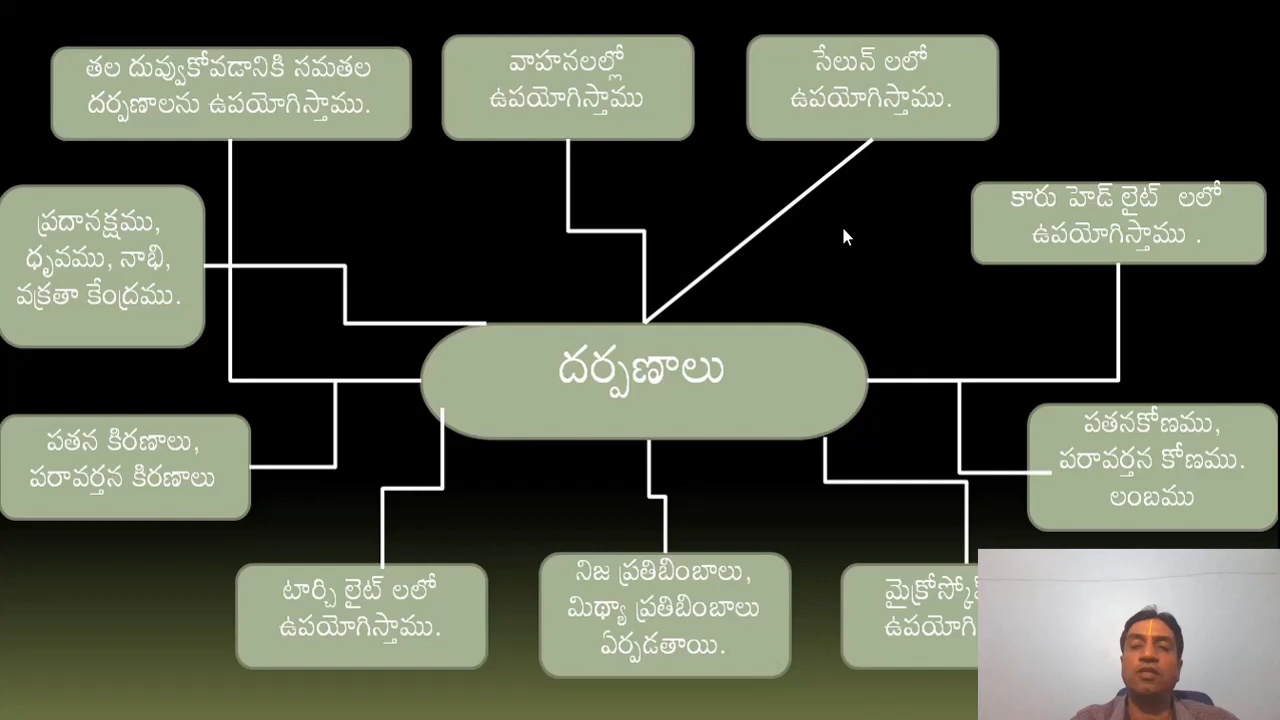 తల దువ్వుకోవడానికి సమతల
దర్పణాలను ఉపయోగిస్తాము.
వాహనలల్లో
ఉపయోగిస్తాము
సేలున్ లలో
ఉపయోగిస్తాము.
ప్రదానక్షము,
ధృవము, నాభి,
వక్రతా కేంద్రము.
కారు హెడ్ లైట్ లలో
ఉపయోగిస్తాము .
దర్పణాలు
పతన కిరణాలు,
పరావర్తన కిరణాలు
పతనకోణము,
పరావర్తన కోణము.
లంబము
టార్చి లైట్ లలో
ఉపయోగిస్తాము.
నిజ ప్రతిబింబాలు,
మిథ్యా ప్రతిబింబాలు
ఏర్పడతాయి.